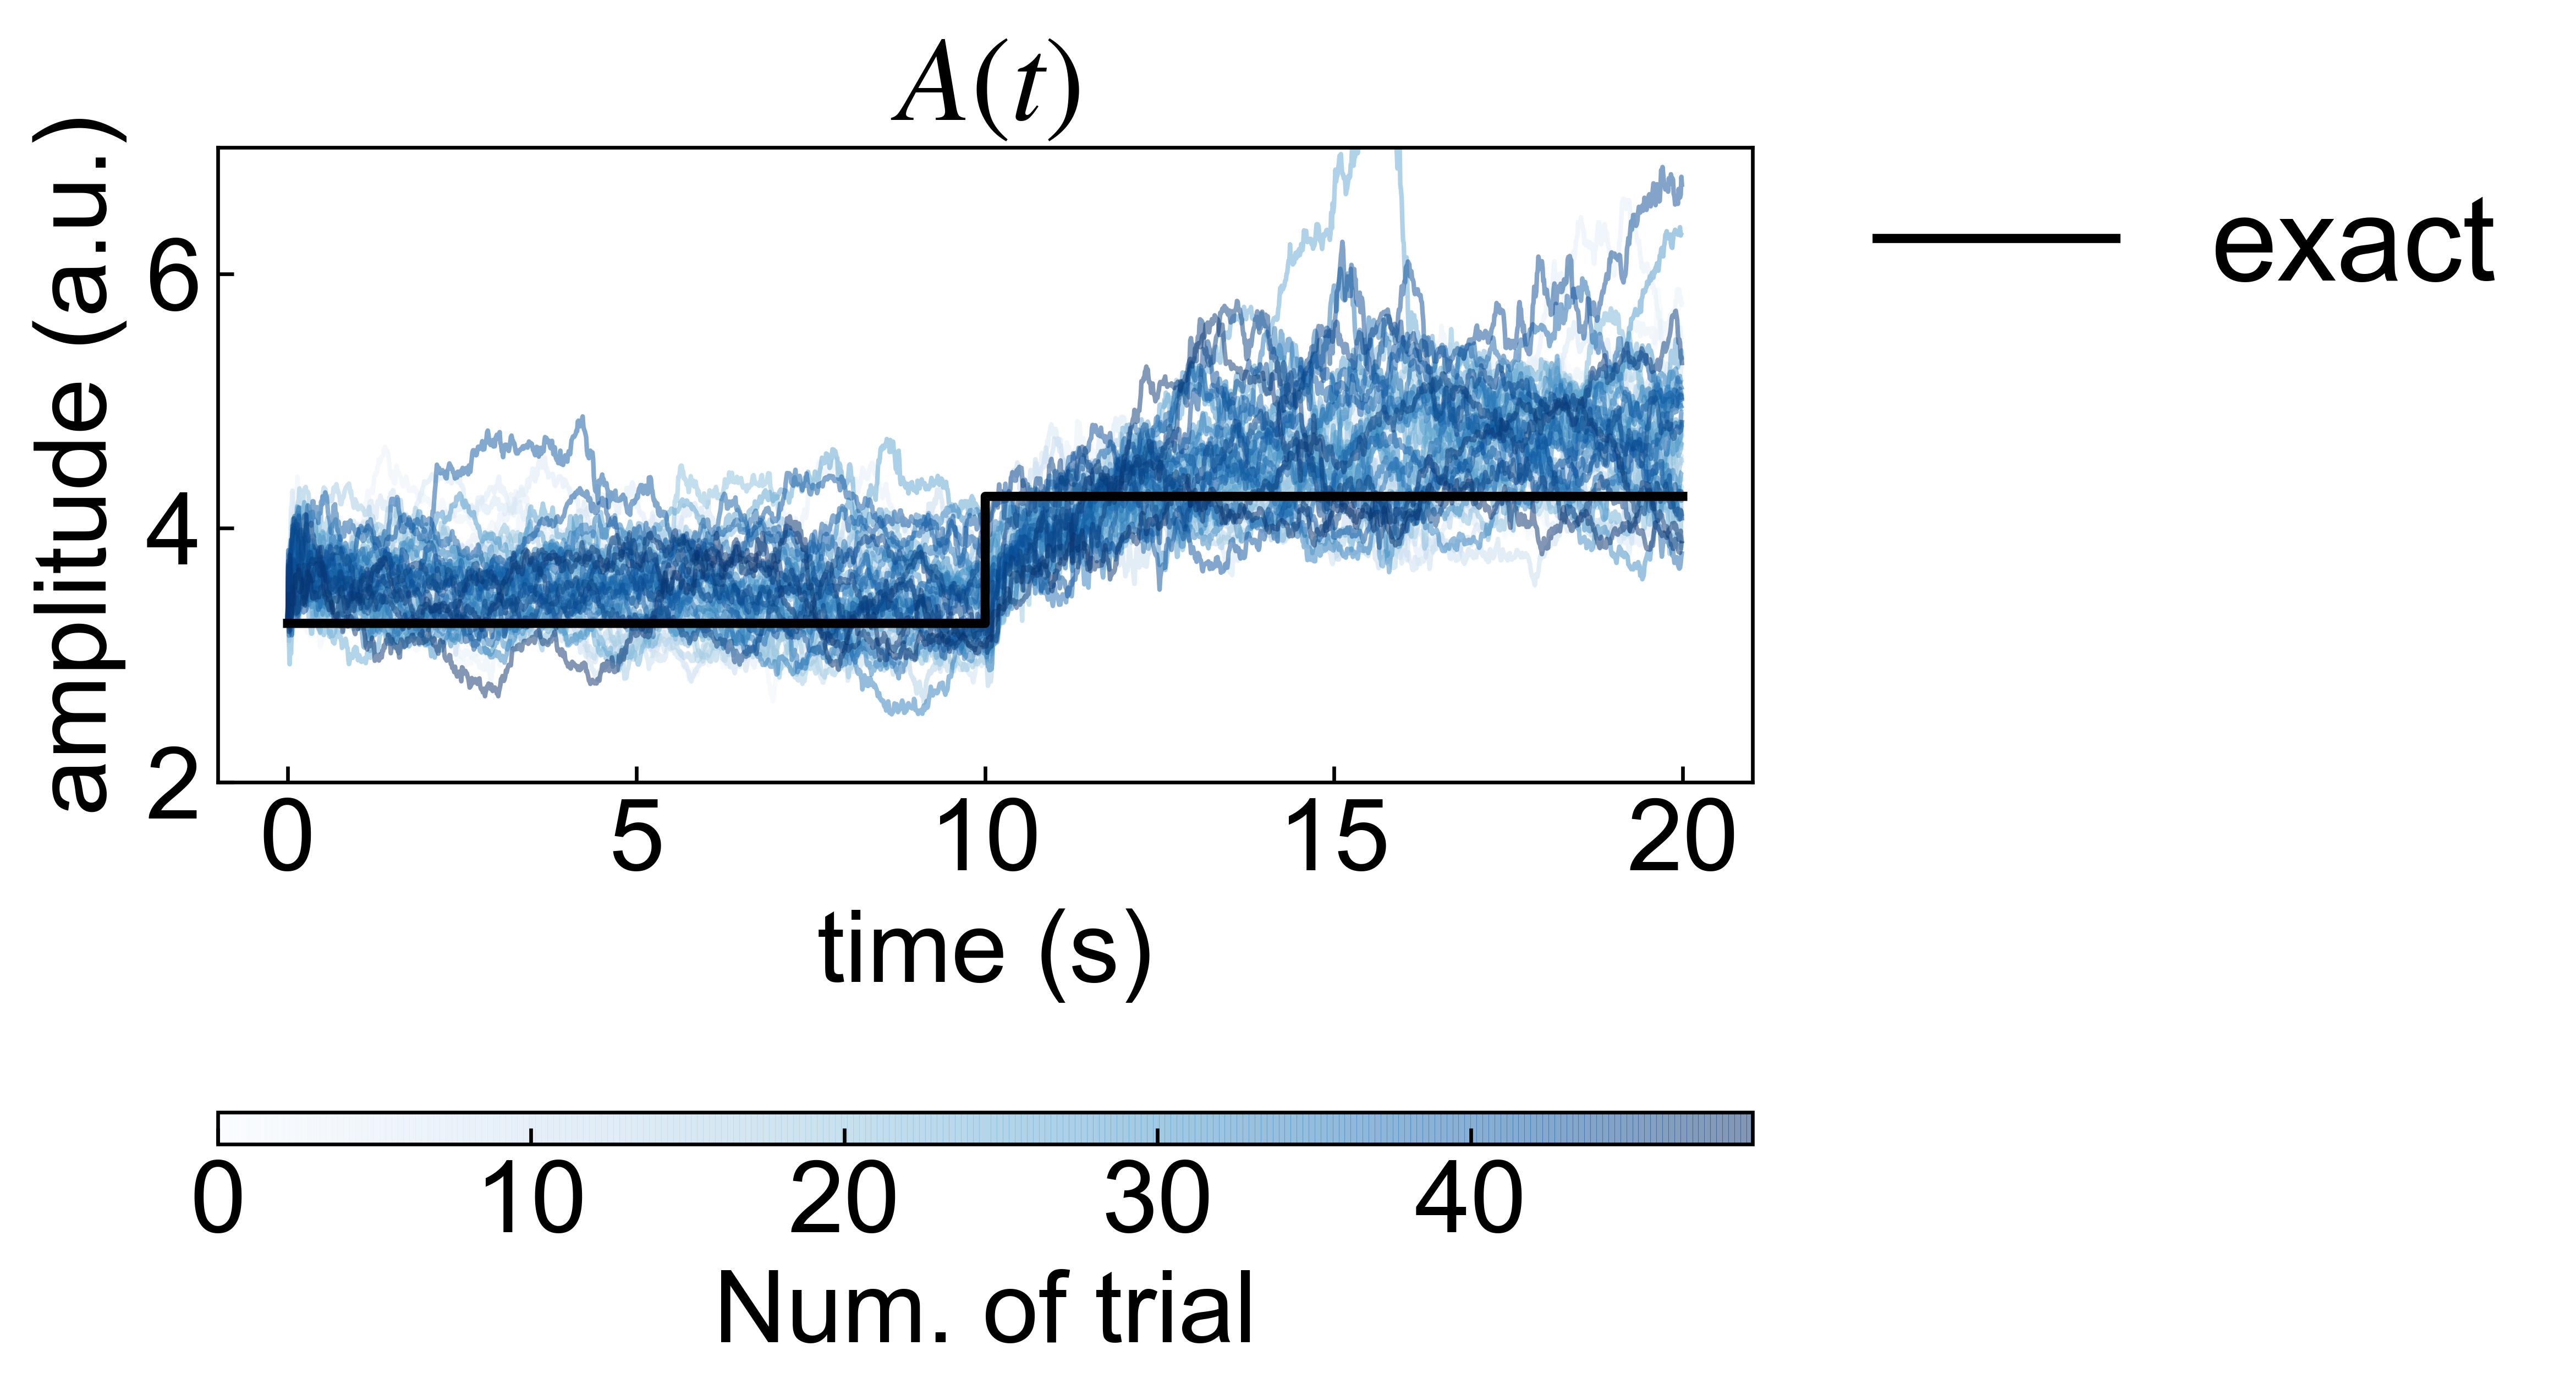 A(t)
exact
amplitude (a.u.)
6
4
2
0 5 10 15 20
time (s)
0 10 20 30 40
Num. of trial